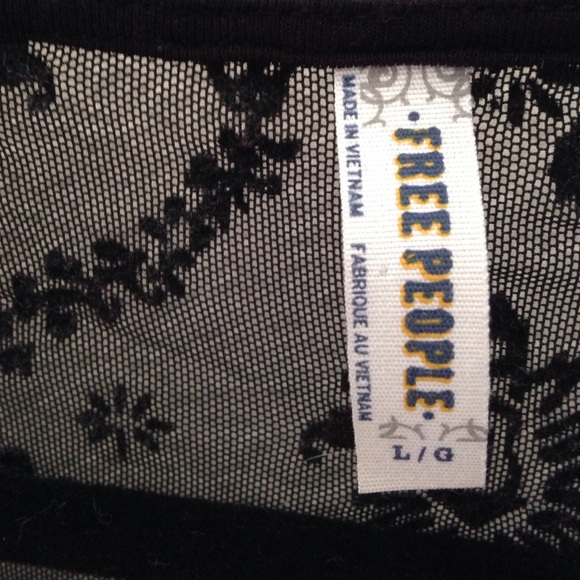 ·FREE PEOPLE·
MADE IN VIETNAM FABRIQUE AU VIETNAM
L/G